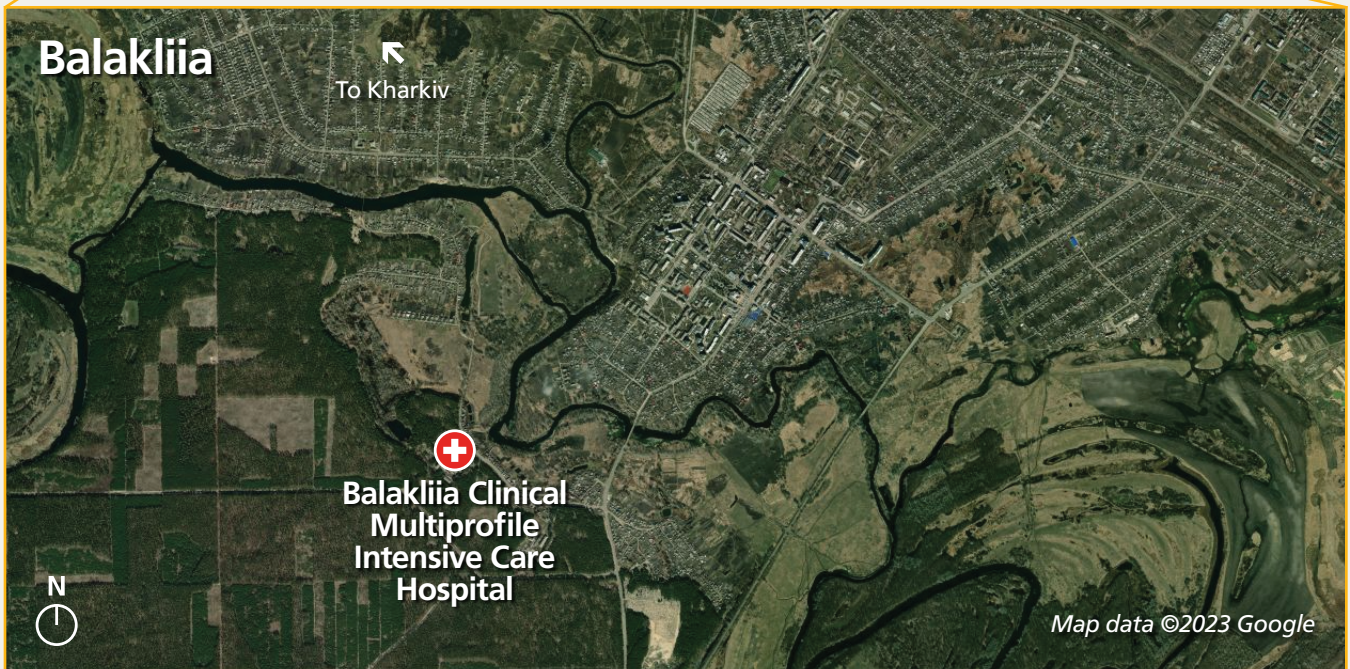 Balakliia
To Kharkiv
Balakliia Clinical
Multiprofile
Intensive Care
Hospital
N
Map data ©2023 Google